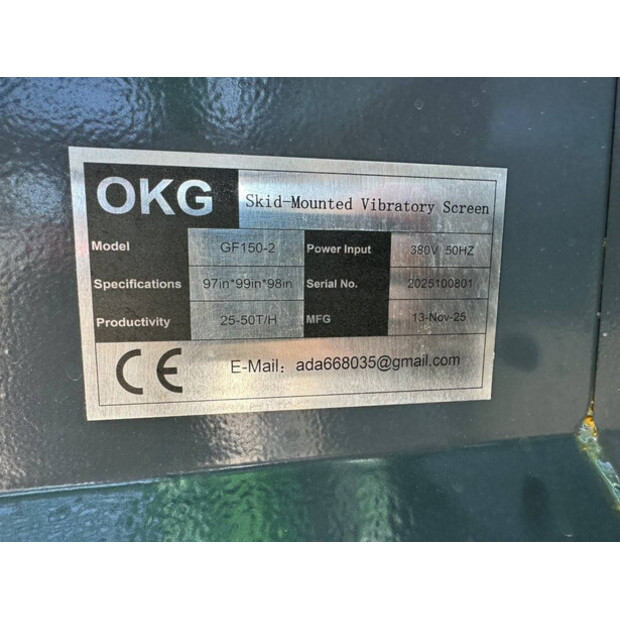 OKG Skid-Mounted Vibratory Screen
Model GF150-2 Power Input 380V 50HZ
Specifications 97in*99in*98in Serial No. 2025100801
Productivity 25-50T/H MFG 13-Nov-25
CE E-Mail: ada668035@gmail.com